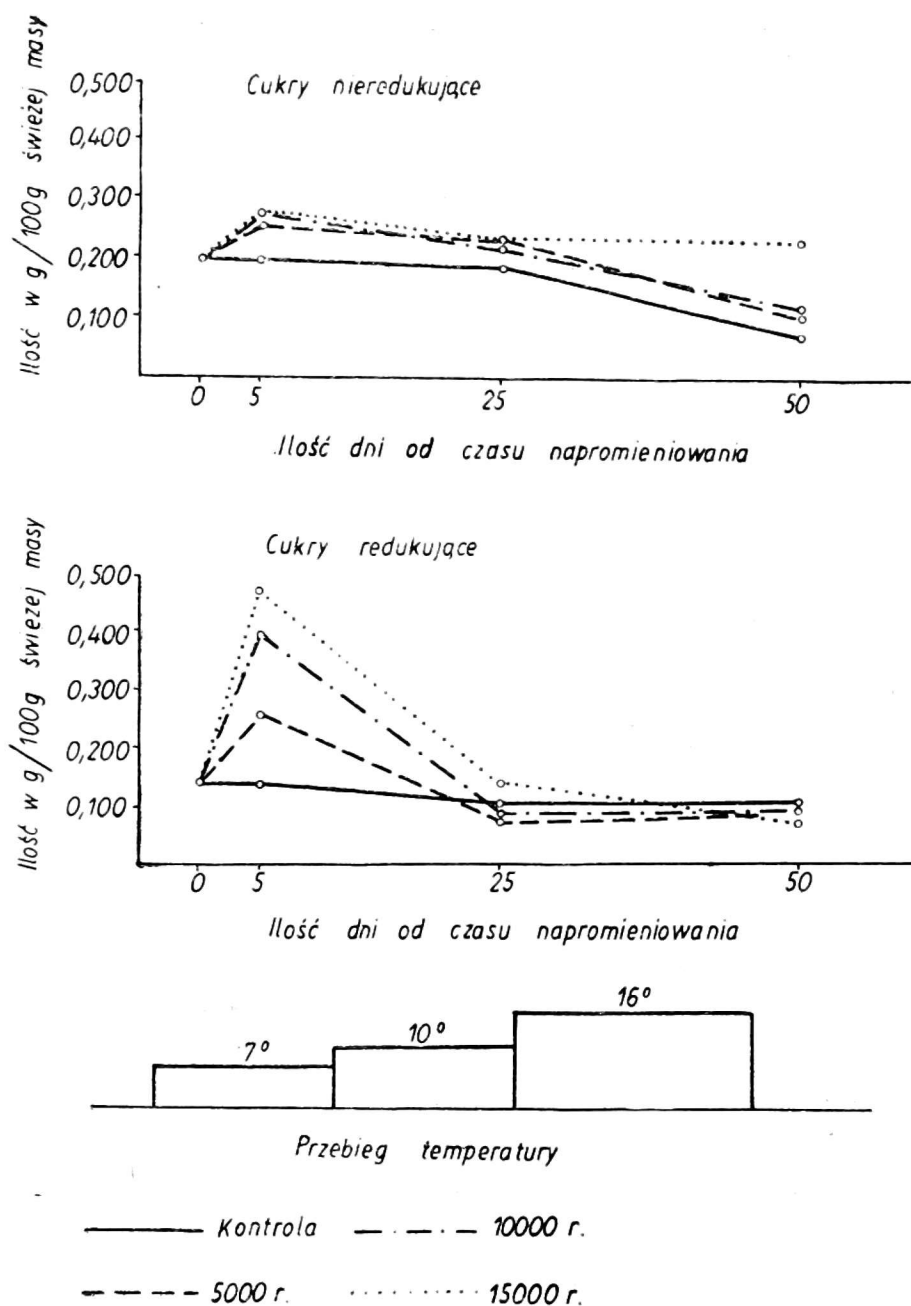 Ilość w g/100g świeżej masy
Cukry nieredukujące
0,500
0,400
0,300
0,200
0,100
0 5 25 50
Ilość dni od czasu napromieniowania
Ilość w g/100g świeżej masy
Cukry redukujące
0,500
0,400
0,300
0,200
0,100
0 5 25 50
Ilość dni od czasu napromieniowania
7° 10° 16°
Przebieg temperatury
Kontrola 10000 r.
5000 r. 15000 r.